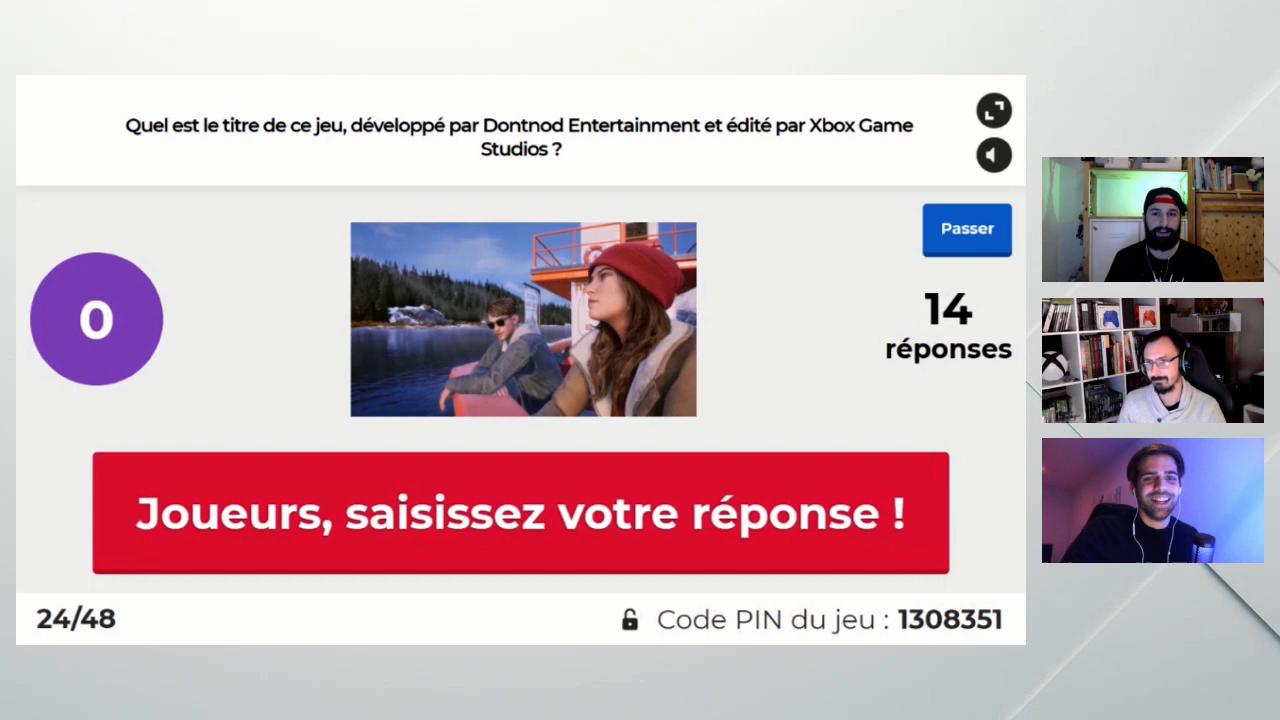 Quel est le titre de ce jeu, développé par Dontnod Entertainment et édité par Xbox Game
Studios ?
Passer
0
14
réponses
Joueurs, saisissez votre réponse !
24/48
Code PIN du jeu : 1308351